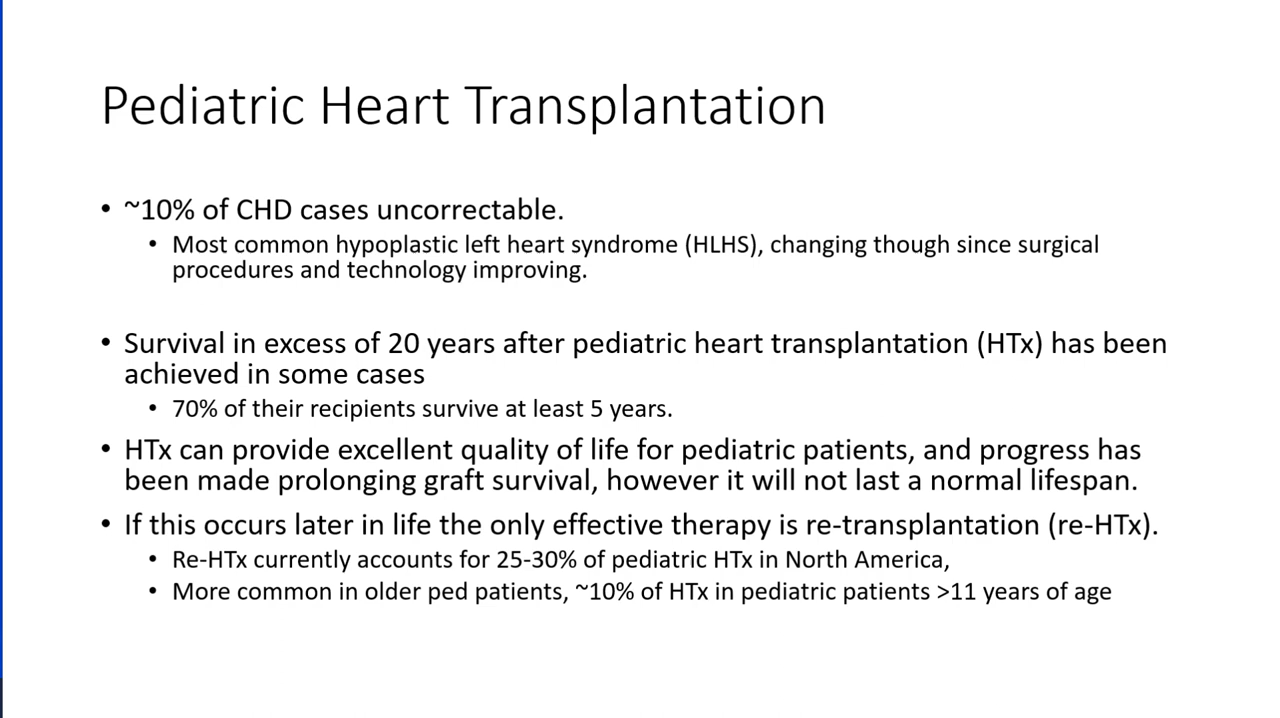 Pediatric Heart Transplantation
• ~10% of CHD cases uncorrectable.
• Most common hypoplastic left heart syndrome (HLHS), changing though since surgical
procedures and technology improving.
• Survival in excess of 20 years after pediatric heart transplantation (HTx) has been
achieved in some cases
• 70% of their recipients survive at least 5 years.
• HTx can provide excellent quality of life for pediatric patients, and progress has
been made prolonging graft survival, however it will not last a normal lifespan.
• If this occurs later in life the only effective therapy is re-transplantation (re-HTx).
• Re-HTx currently accounts for 25-30% of pediatric HTx in North America,
• More common in older ped patients, ~10% of HTx in pediatric patients >11 years of age